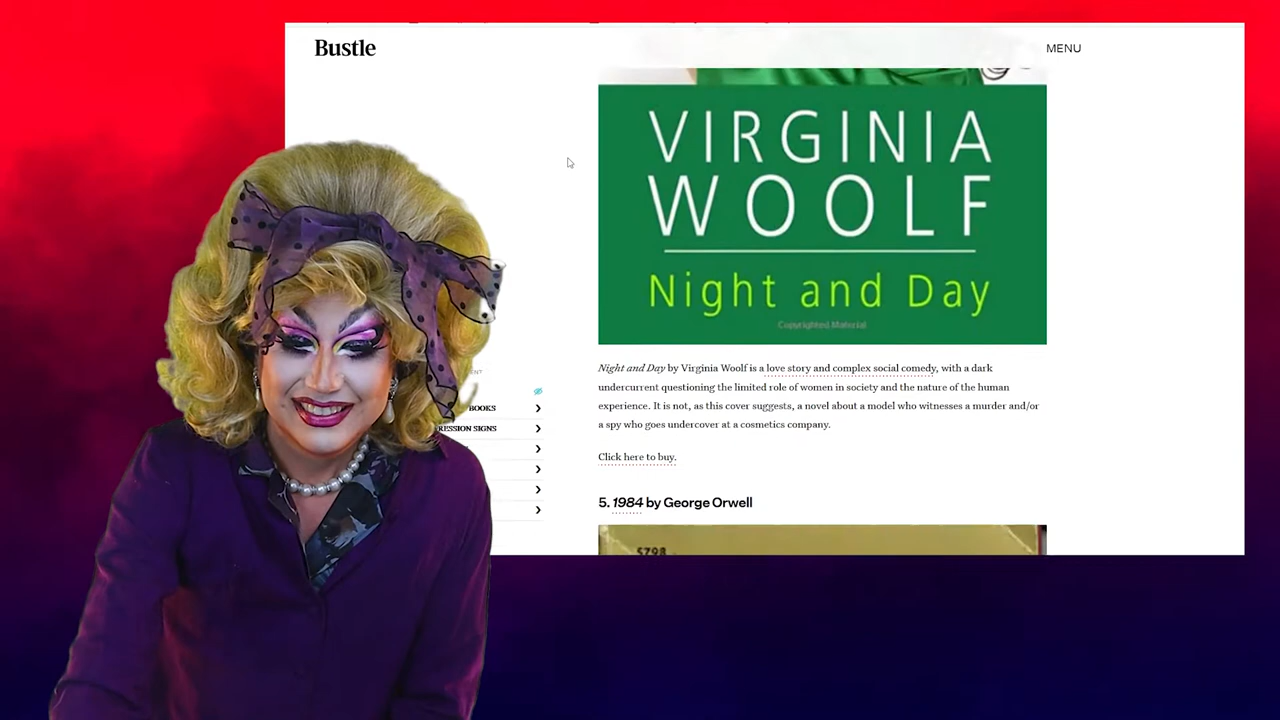 Bustle
MENU
VIRGINIA
WOOLF
Night and Day
Copyrighted Material
Night and Day by Virginia Woolf is a love story and complex social comedy, with a dark
undercurrent questioning the limited role of women in society and the nature of the human
experience. It is not, as this cover suggests, a novel about a model who witnesses a murder and/or
a spy who goes undercover at a cosmetics company.
BOOKS
RESSION SIGNS
Click here to buy.
5. 1984 by George Orwell
S798